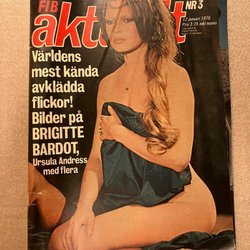 FIB
aktuellt
NR 3
Världens
mest kända
avklädda
flickor!
Bilder på
BRIGITTE
BARDOT,
Ursula Andress
med flera